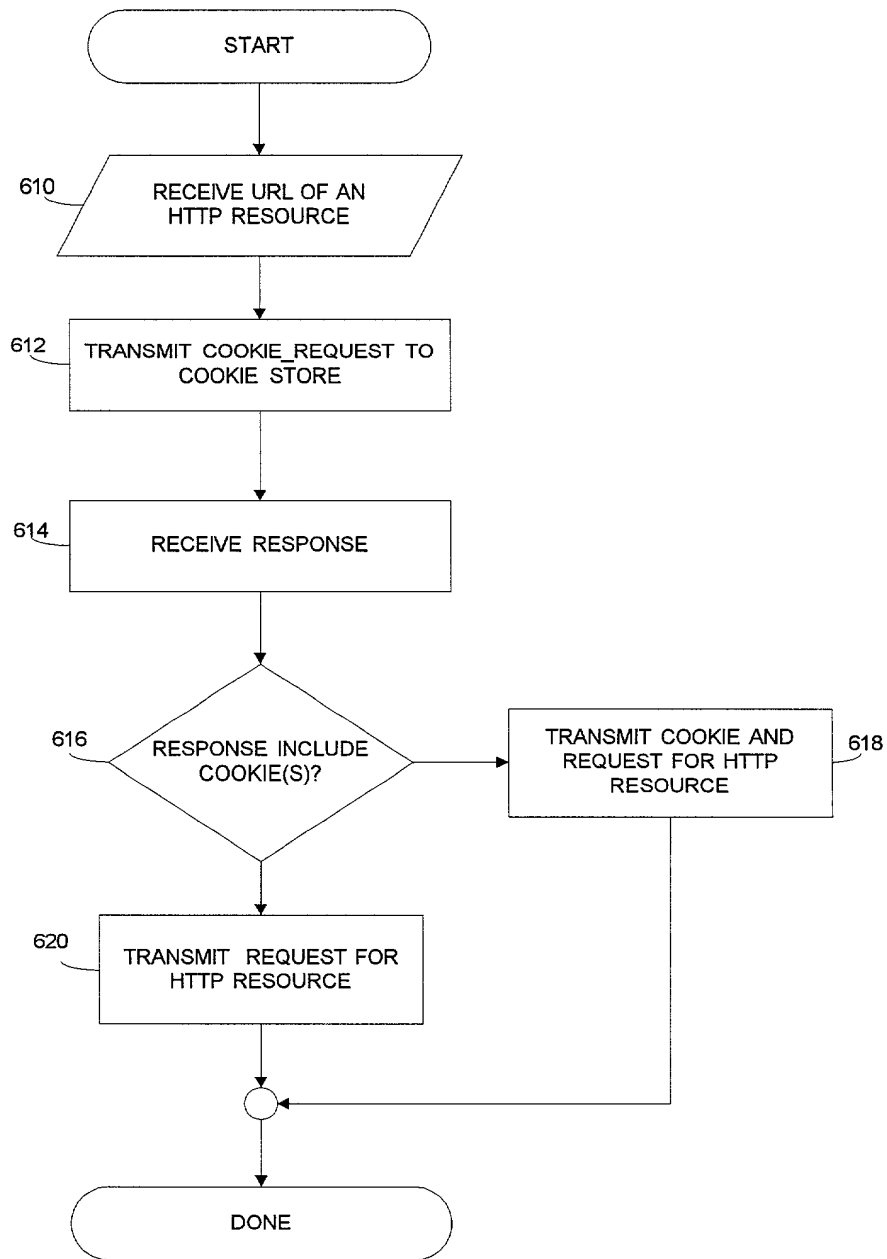 START
610
RECEIVE URL OF AN
HTTP RESOURCE
612
TRANSMIT COOKIE_REQUEST TO
COOKIE STORE
614
RECEIVE RESPONSE
616
RESPONSE INCLUDE
COOKIE(S)?
TRANSMIT COOKIE AND
REQUEST FOR HTTP
RESOURCE
618
620
TRANSMIT REQUEST FOR
HTTP RESOURCE
DONE